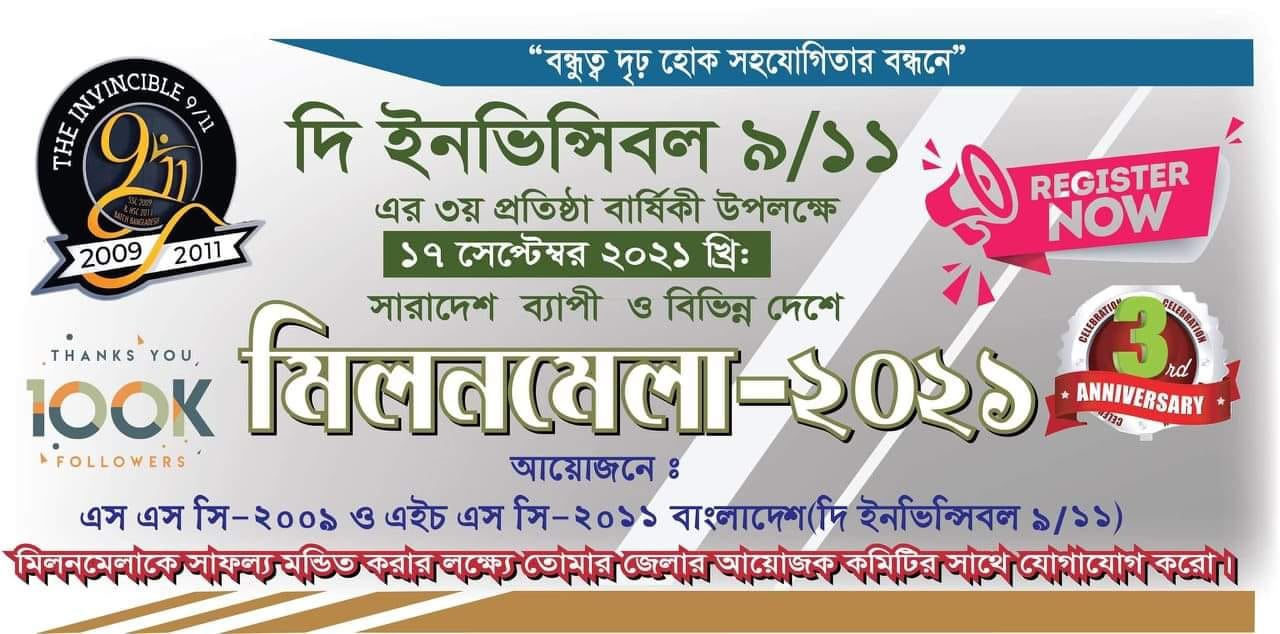 “বন্ধুত্ব দৃঢ় হোক সহযোগিতার বন্ধনে”
THE INVINCIBLE 9/11
SSC 2009
& HSC 2011
BATCH BANGLADESH
2009 2011
দি ইনভিন্সিবল ৯/১১
এর ৩য় প্রতিষ্ঠা বার্ষিকী উপলক্ষে
১৭ সেপ্টেম্বর ২০২১ খ্রি:
সারাদেশ ব্যাপী ও বিভিন্ন দেশে
REGISTER
NOW
THANKS YOU
100K
FOLLOWERS
মিলনমেলা-২০২১
CELEBRATION CELEBRATION
3rd
ANNIVERSARY
আয়োজনে ঃ
এস এস সি-২০০৯ ও এইচ এস সি-২০১১ বাংলাদেশ(দি ইনভিন্সিবল ৯/১১)
মিলনমেলাকে সাফল্য মন্ডিত করার লক্ষ্যে তোমার জেলার আয়োজক কমিটির সাথে যোগাযোগ করো।